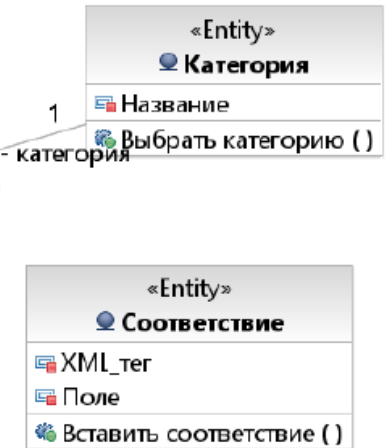 «Entity»
Категория
Название
1
Выбрать категорию ( )
- категория
«Entity»
Соответствие
XML_тег
Поле
Вставить соответствие ( )